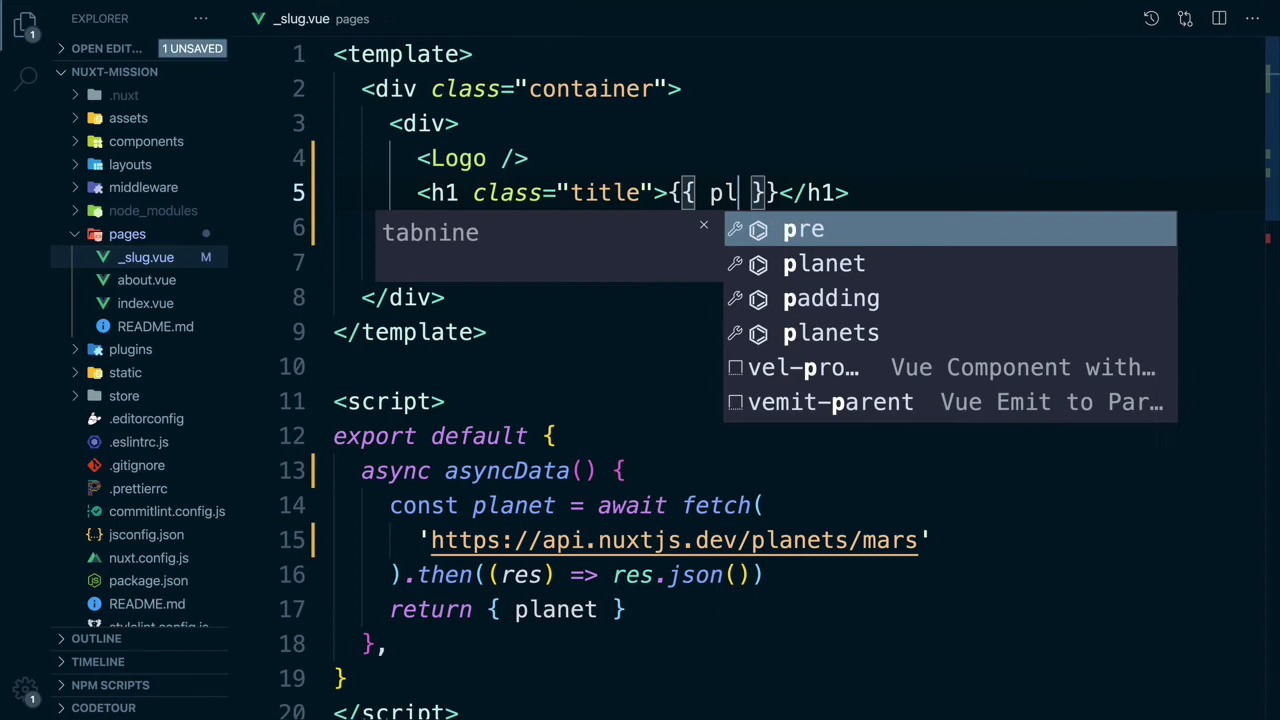 EXPLORER
_slug.vue pages
OPEN EDIT... 1 UNSAVED
NUXT-MISSION
.nuxt
assets
components
layouts
middleware
node_modules
pages
_slug.vue M
about.vue
index.vue
README.md
plugins
static
store
.editorconfig
.eslintrc.js
.gitignore
.prettierrc
commitlint.config.js
jsconfig.json
nuxt.config.js
package.json
README.md
stylelint.config.js
OUTLINE
TIMELINE
NPM SCRIPTS
CODETOUR
1
1
1 <template>
2 <div class="container">
3 <div>
4 <Logo />
5 <h1 class="title">{{ pl }}</h1>
6
7
8 </div>
9 </template>
10
11 <script>
12 export default {
13 async asyncData() {
14 const planet = await fetch(
15 'https://api.nuxtjs.dev/planets/mars'
16 ).then((res) => res.json())
17 return { planet }
18 },
19 }
20 </script>
tabnine ×
pre
planet
padding
planets
vel-pro... Vue Component with...
vemit-parent Vue Emit to Par...